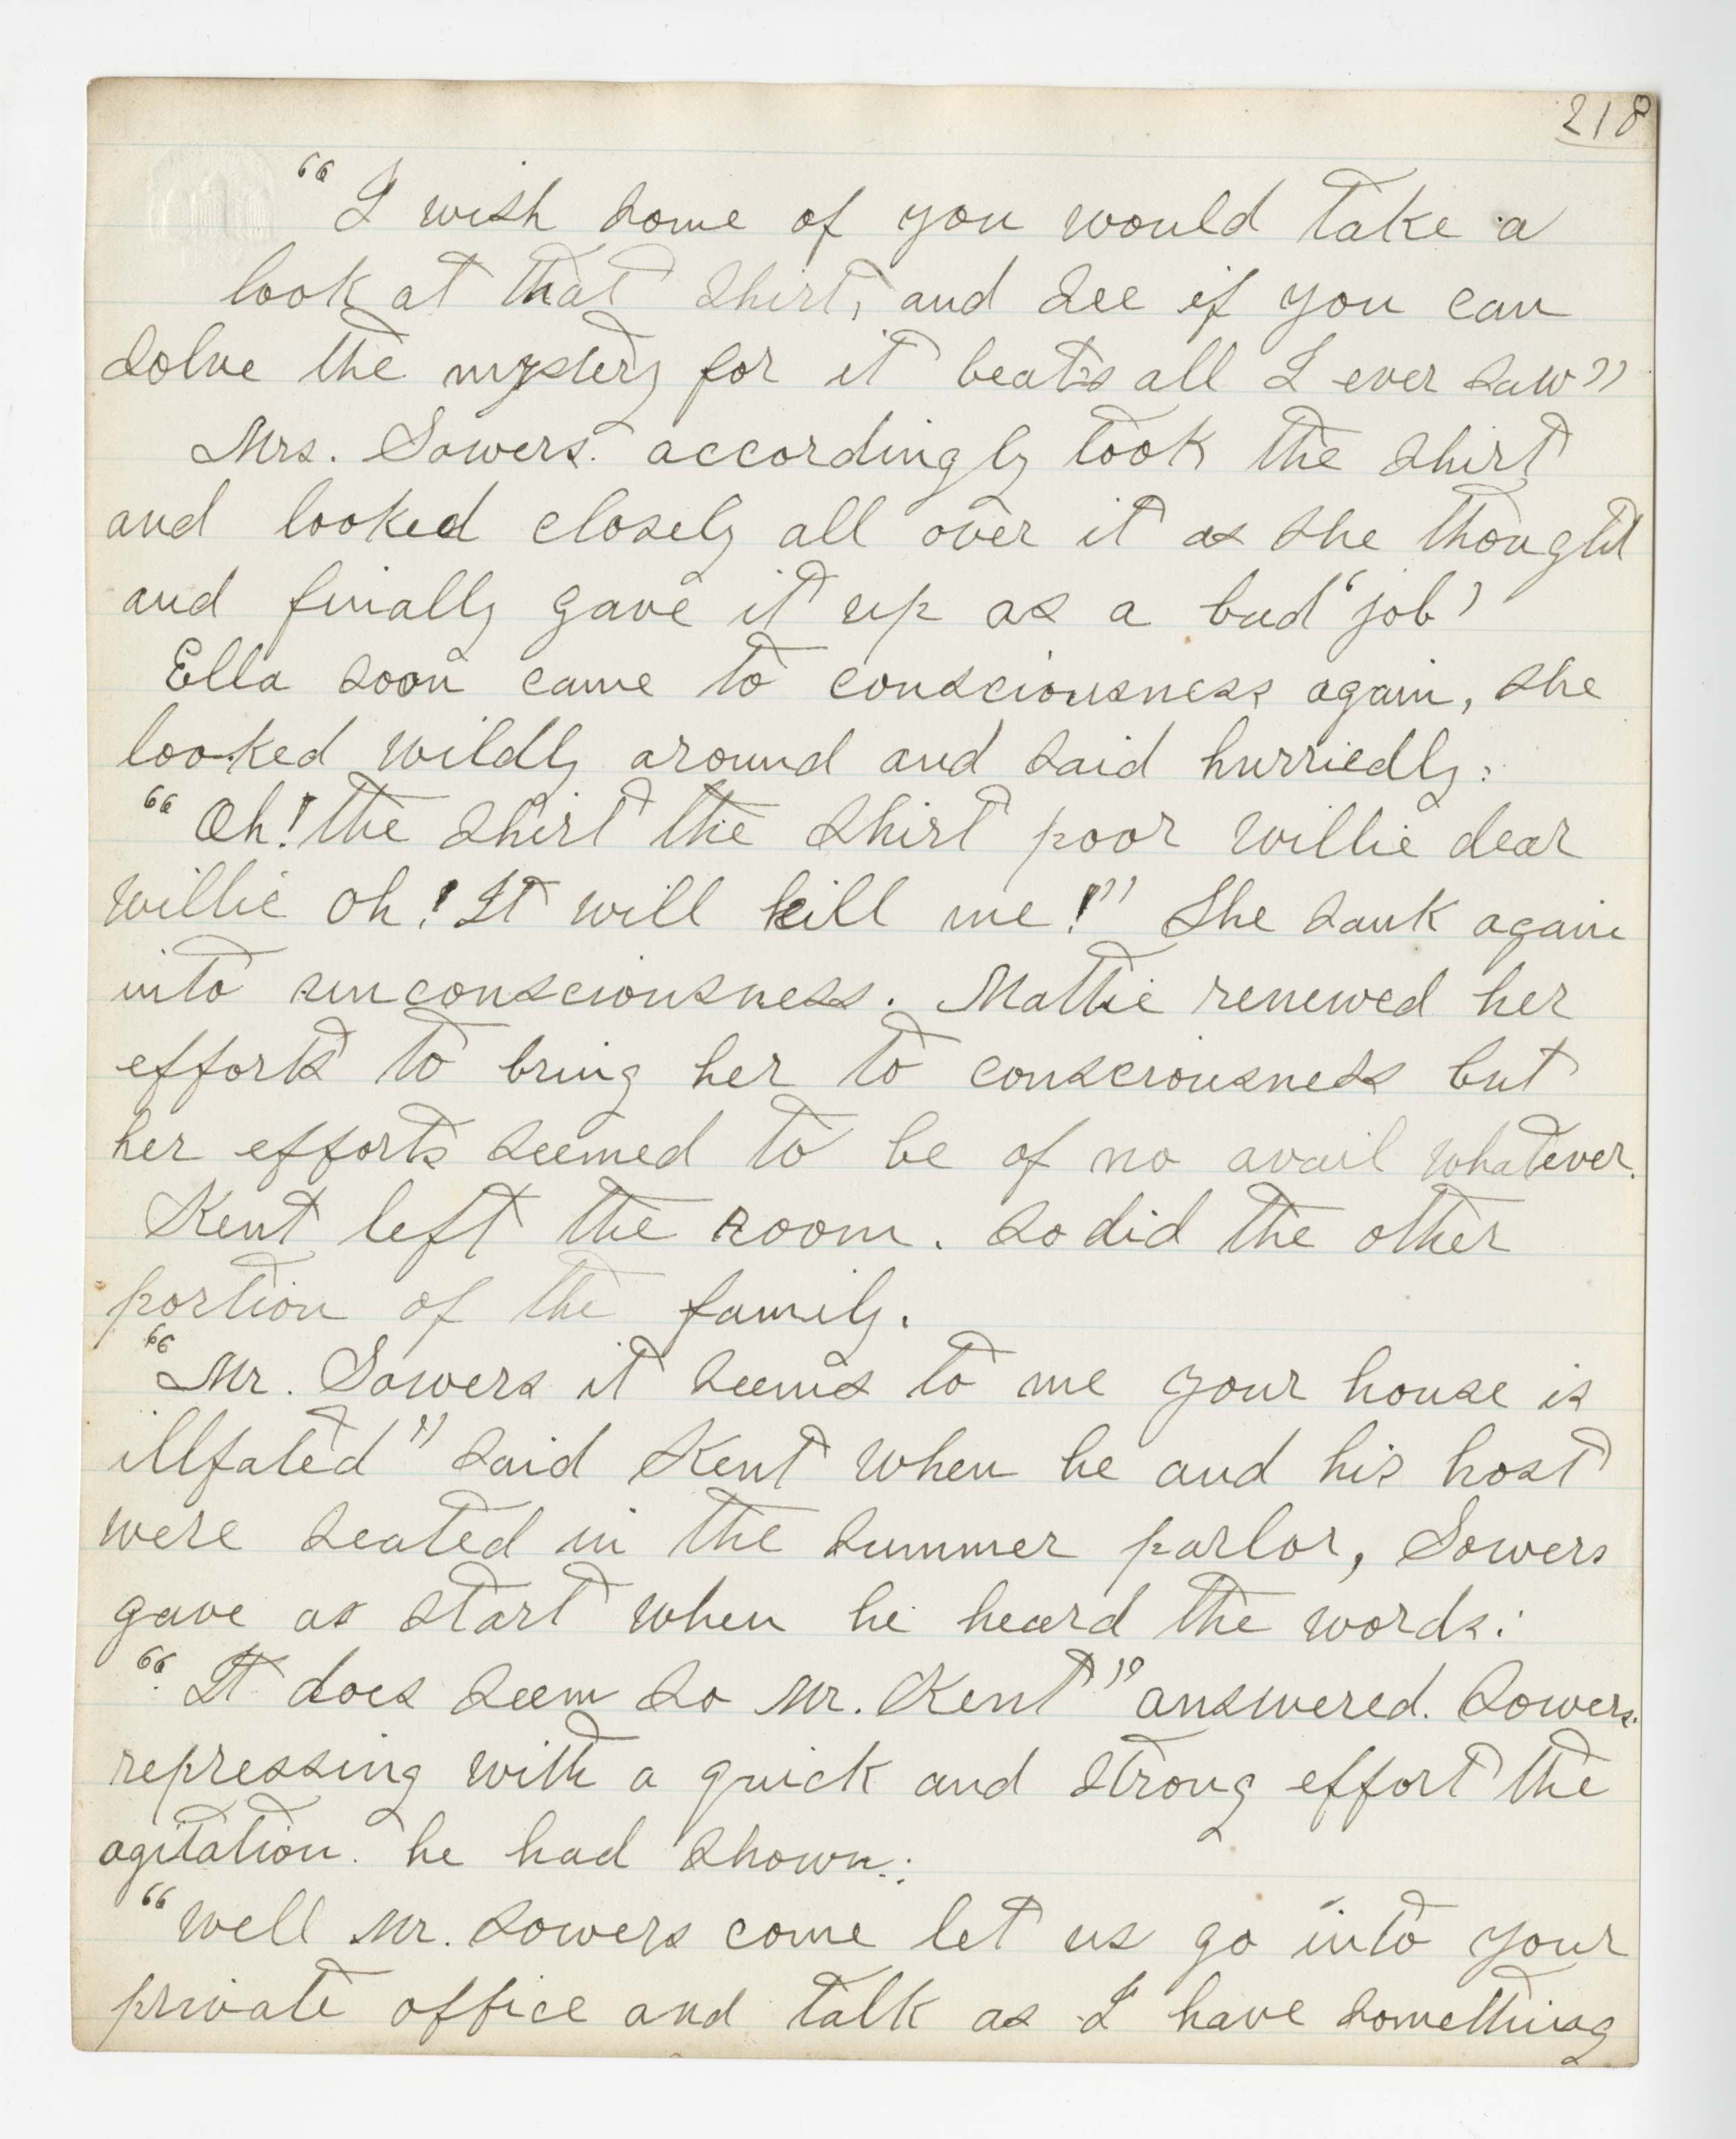 218
“I wish some of you would take a
look at that shirt, and see if you can
solve the mystery for it beats all I ever saw”
Mrs. Sowers. accordingly took the shirt
and looked closely all over it as she thought
and finally gave it up as a bad ‘job’
Ella soon came to consciousness again, she
looked wildly around and said hurriedly:
“Oh! the shirt the shirt poor Willie dear
Willie oh! It will kill me!” She sank again
into unconsciousness. Mattie renewed her
efforts to bring her to consciousness but
her efforts seemed to be of no avail whatever.
Kent left the room. So did the other
portion of the family.
“Mr. Sowers it seems to me your house is
illfated” said Kent when he and his host
were seated in the summer parlor, Sowers
gave as start when he heard the words:
“It does seem so Mr. Kent” answered. Sowers.
repressing with a quick and strong effort the
agitation. he had shown:
“Well Mr. Sowers come let us go into your
private office and talk as I have something